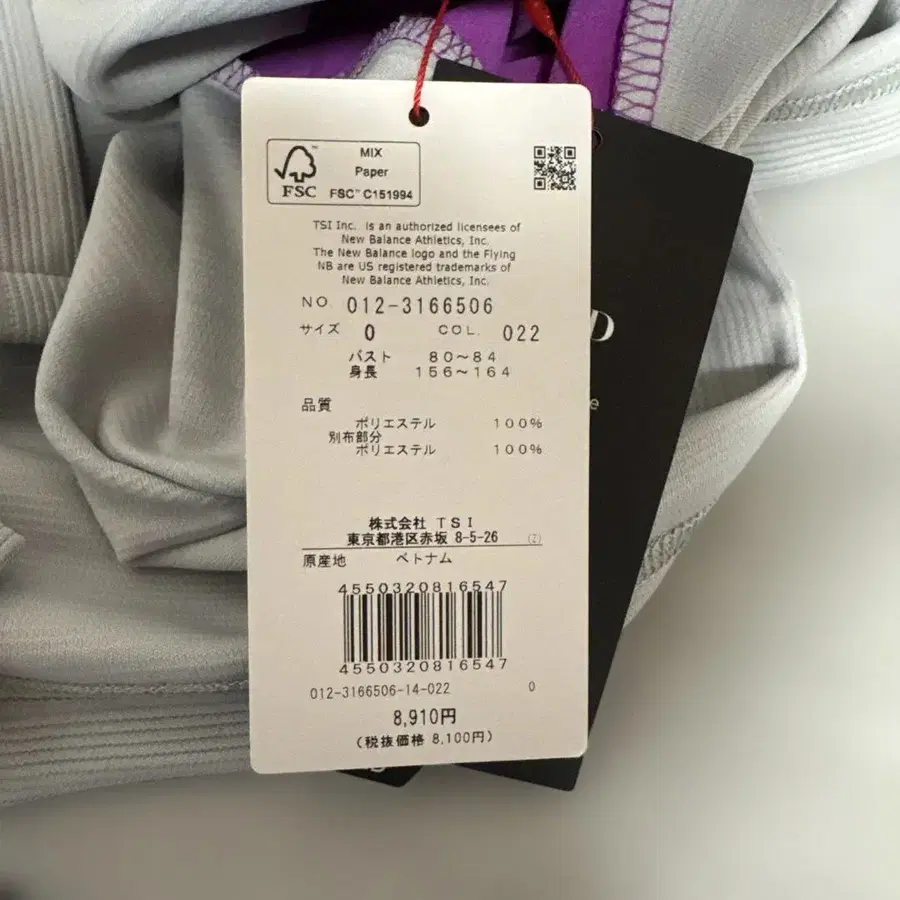 MIX
Paper
FSC™ C151994
FSC
TSI Inc. is an authorized licensees of
New Balance Athletics, Inc.
The New Balance logo and the Flying
NB are US registered trademarks of
New Balance Athletics, Inc.
NO. 012-3166506
サイズ 0 COL. 022
バスト 80~84
身長 156~164
品質
ポリエステル 100%
別布部分
ポリエステル 100%
株式会社 TSI
東京都港区赤坂 8-5-26 (Z)
原産地 ベトナム
4550320816547
4550320816547
012-3166506-14-022 0
8,910円
(税抜価格 8,100円)
D
e